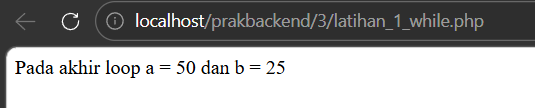 localhost/prakbackend/3/latihan_1_while.php
Pada akhir loop a = 50 dan b = 25